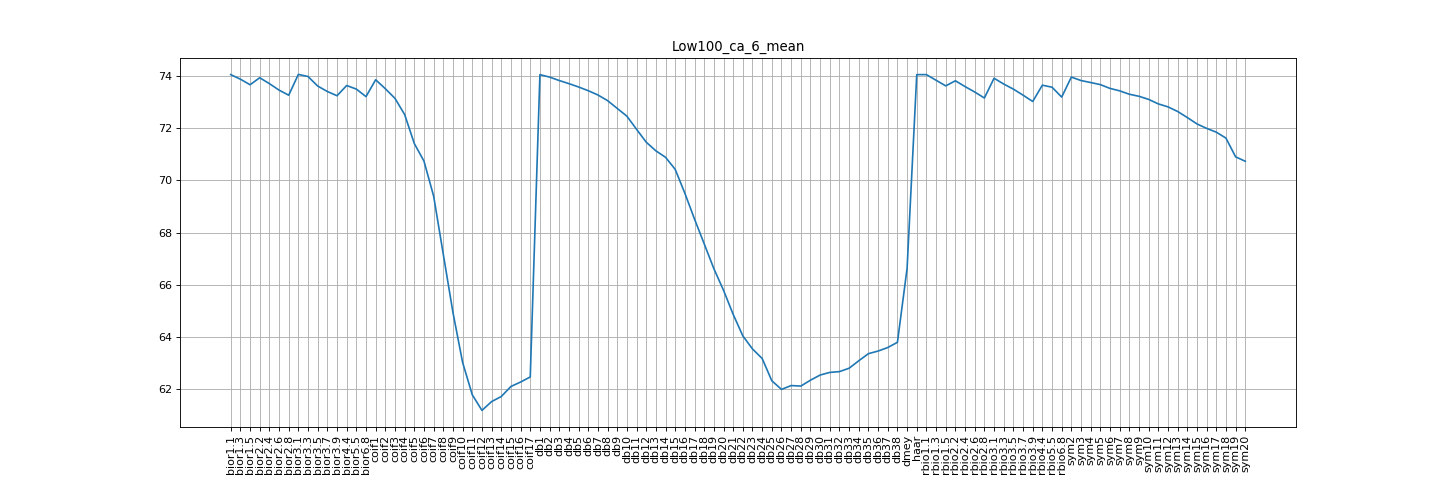 Low100_ca_6_mean
74
72
70
68
66
64
62
bior1.1
bior1.3
bior1.5
bior2.2
bior2.4
bior2.6
bior2.8
bior3.1
bior3.3
bior3.5
bior3.7
bior3.9
bior4.4
bior5.5
bior6.8
coif1
coif2
coif3
coif4
coif5
coif6
coif7
coif8
coif9
coif10
coif11
coif12
coif13
coif14
coif15
coif16
coif17
db1
db2
db3
db4
db5
db6
db7
db8
db9
db10
db11
db12
db13
db14
db15
db16
db17
db18
db19
db20
db21
db22
db23
db24
db25
db26
db27
db28
db29
db30
db31
db32
db33
db34
db35
db36
db37
db38
dmey
haar
rbio1.1
rbio1.3
rbio1.5
rbio2.2
rbio2.4
rbio2.6
rbio2.8
rbio3.1
rbio3.3
rbio3.5
rbio3.7
rbio3.9
rbio4.4
rbio5.5
rbio6.8
sym2
sym3
sym4
sym5
sym6
sym7
sym8
sym9
sym10
sym11
sym12
sym13
sym14
sym15
sym16
sym17
sym18
sym19
sym20